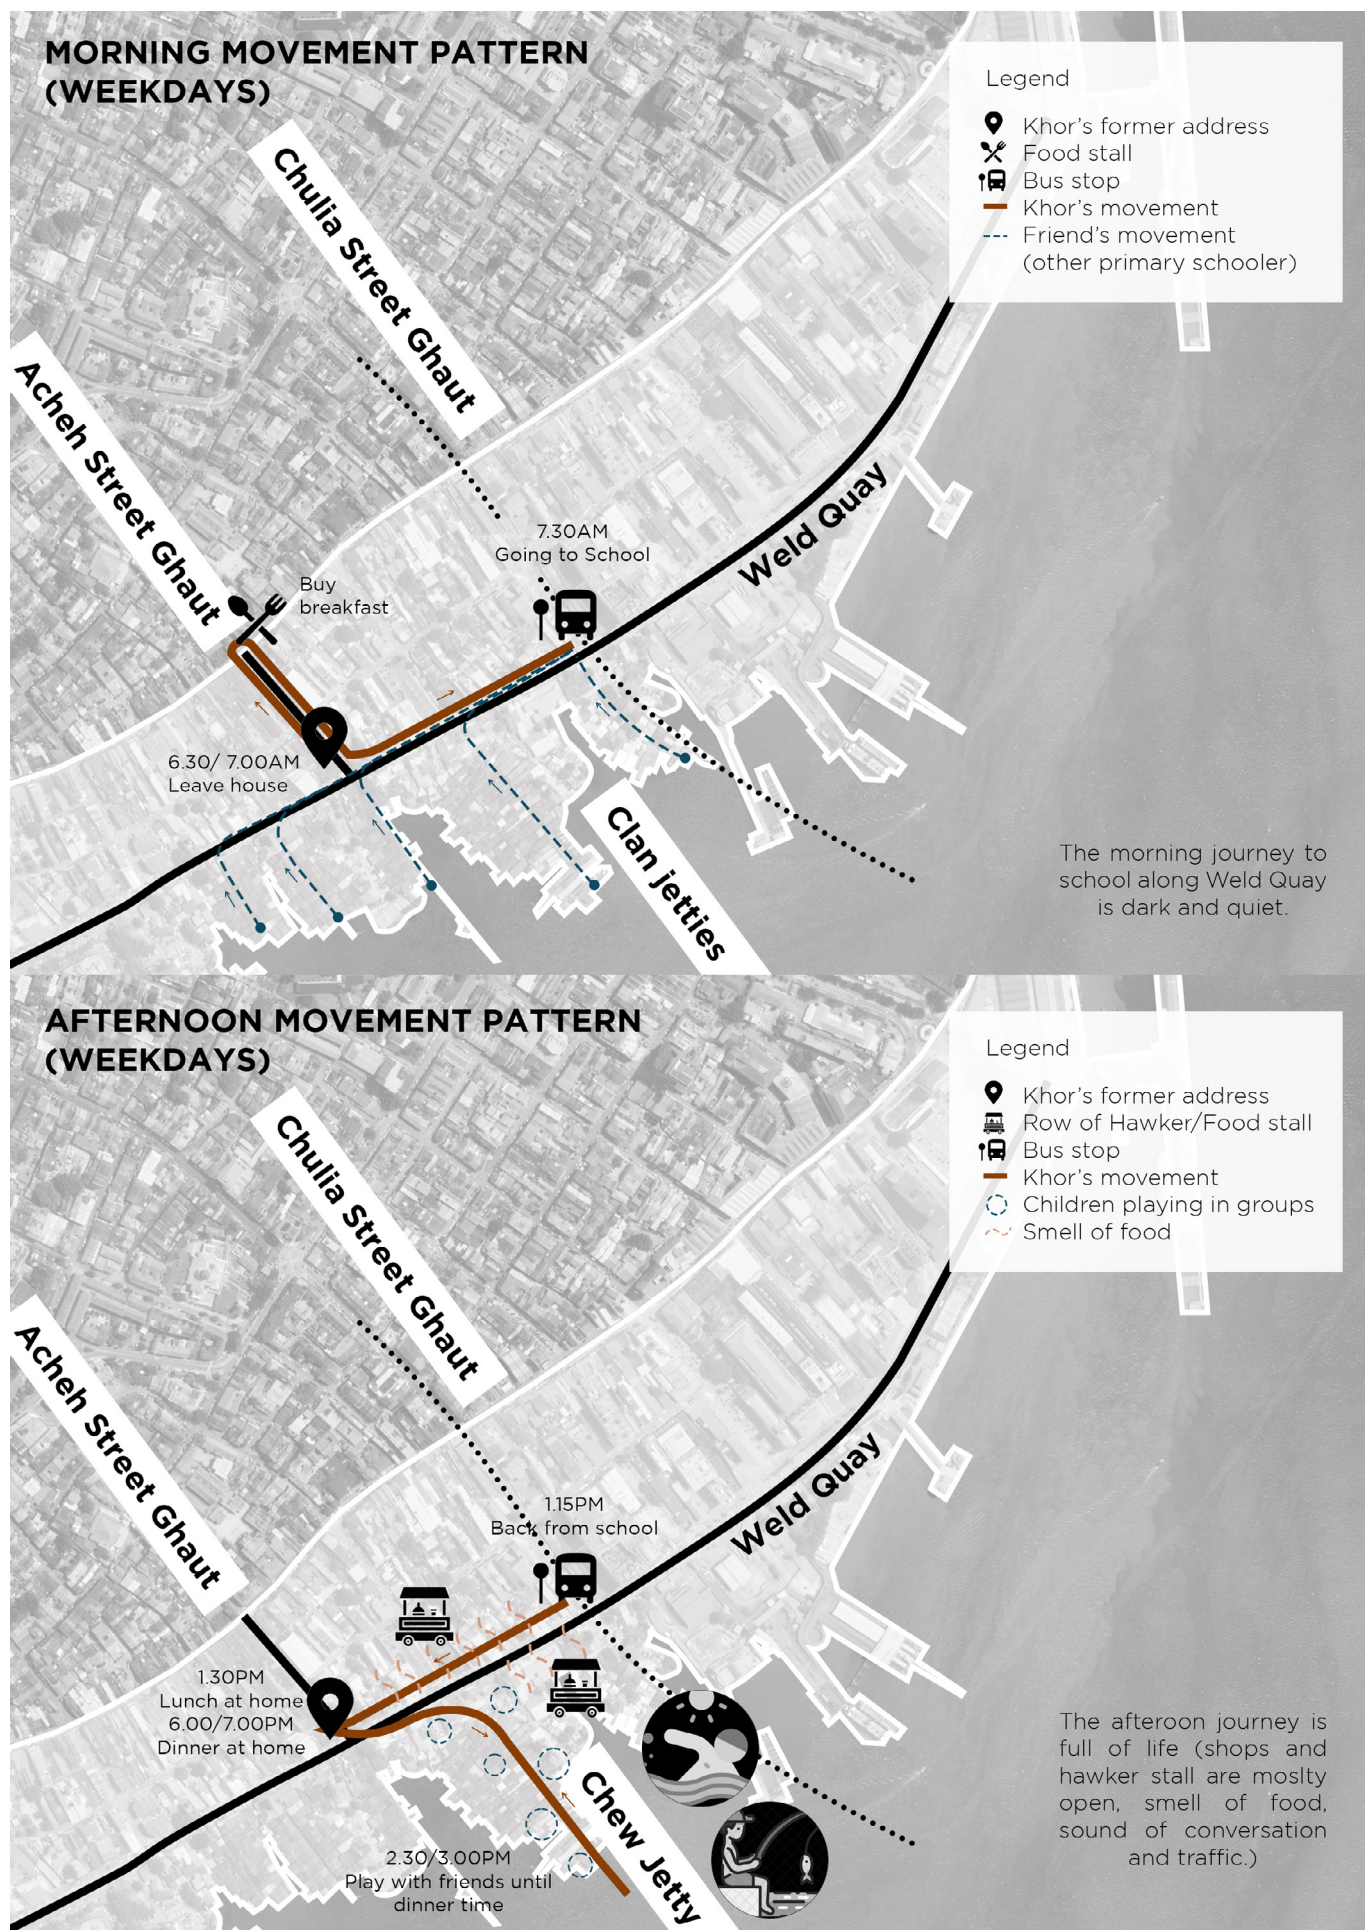 MORNING MOVEMENT PATTERN
(WEEKDAYS)
Legend
Khor's former address
Food stall
Bus stop
Khor's movement
Friend's movement
(other primary schooler)
Chulia Street Ghaut
Acheh Street Ghaut
Weld Quay
7.30AM
Going to School
Buy
breakfast
6.30/ 7.00AM
Leave house
Clan jetties
The morning journey to
school along Weld Quay
is dark and quiet.
AFTERNOON MOVEMENT PATTERN
(WEEKDAYS)
Legend
Khor's former address
Row of Hawker/Food stall
Bus stop
Khor's movement
Children playing in groups
Smell of food
Chulia Street Ghaut
Acheh Street Ghaut
Weld Quay
1.15PM
Back from school
1.30PM
Lunch at home
6.00/7.00PM
Dinner at home
Chew Jetty
2.30/3.00PM
Play with friends until
dinner time
The afteroon journey is
full of life (shops and
hawker stall are moslty
open, smell of food,
sound of conversation
and traffic.)